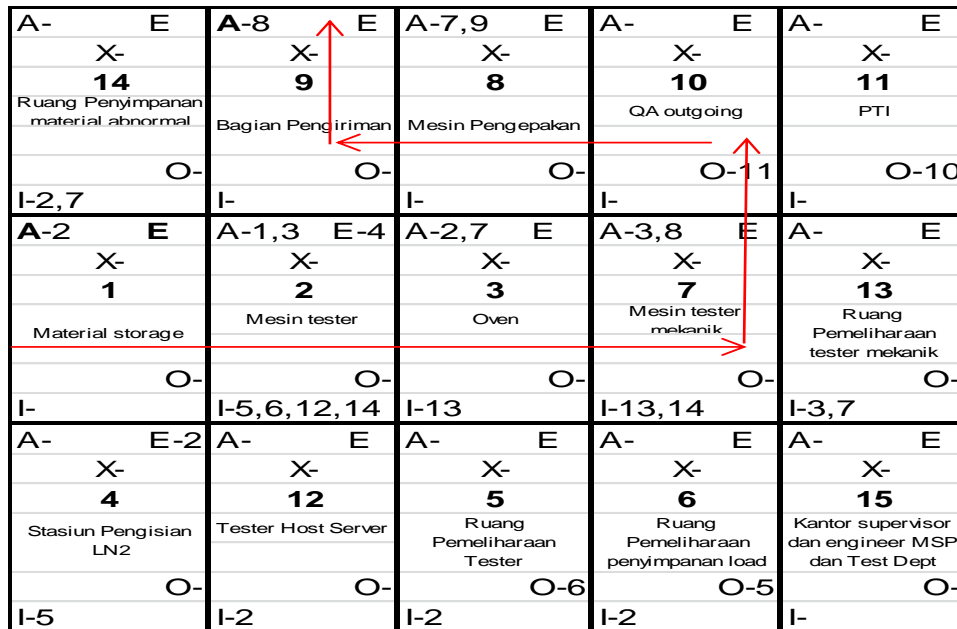 A- E A-8 E A-7,9 E A- E A- E
X- X- X- X- X-
14 9 8 10 11
Ruang Penyimpanan material abnormal
Bagian Pengiriman Mesin Pengepakan QA outgoing PTI
O- O- O- O-11 O-10
I-2,7 I- I- I- I-
A-2 E A-1,3 E-4 A-2,7 E A-3,8 E A- E
X- X- X- X- X-
1 2 3 7 13
Material storage Mesin tester Oven Mesin tester mekanik Ruang Pemeliharaan tester mekanik
O- O- O- O- O-
I- I-5,6,12,14 I-13 I-13,14 I-3,7
A- E-2 A- E A- E A- E A- E
X- X- X- X- X-
4 12 5 6 15
Stasiun Pengisian LN2 Tester Host Server Ruang Pemeliharaan Tester Ruang Pemeliharaan penyimpanan load Kantor supervisor dan engineer MSP dan Test Dept
O- O- O-6 O-5 O-
I-5 I-2 I-2 I-2 I-